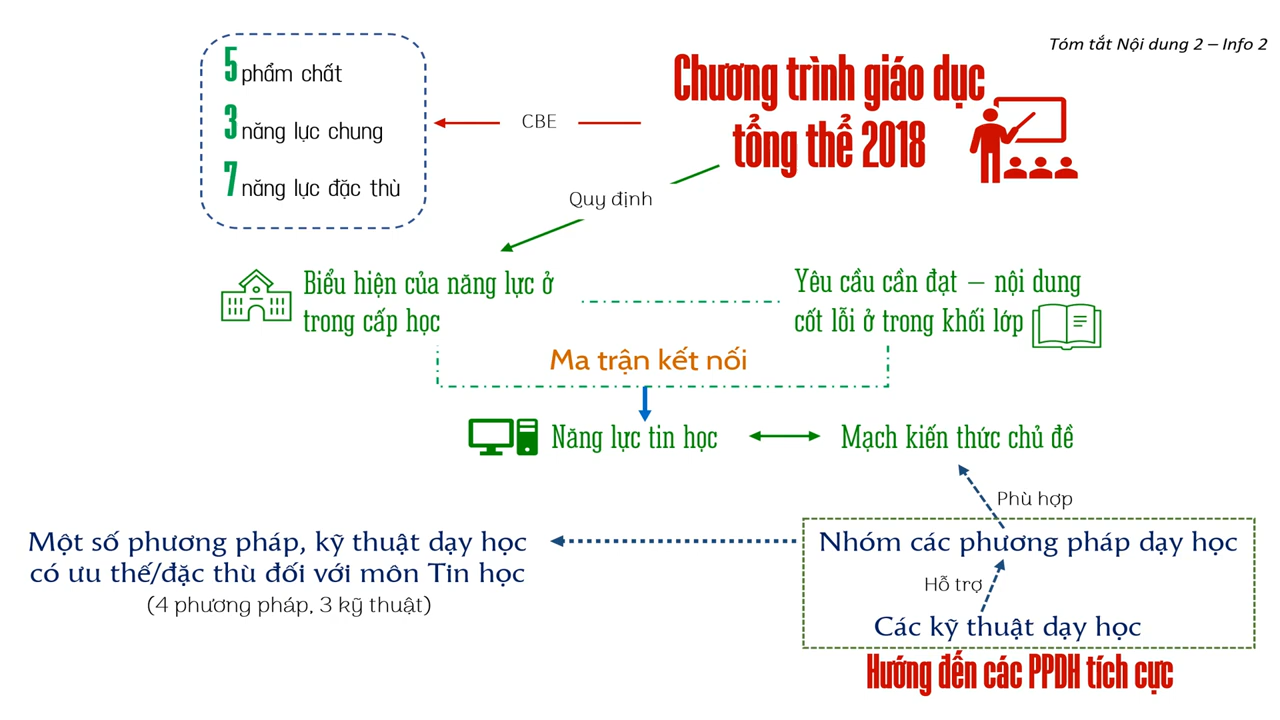 Tóm tắt Nội dung 2 – Info 2
Chương trình giáo dục
tổng thể 2018
5 phẩm chất
3 năng lực chung
7 năng lực đặc thù
CBE
Quy định
Biểu hiện của năng lực ở
trong cấp học
Yêu cầu cần đạt – nội dung
cốt lỗi ở trong khối lớp
Ma trận kết nối
Năng lực tin học
Mạch kiến thức chủ đề
Phù hợp
Một số phương pháp, kỹ thuật dạy học
có ưu thế/đặc thù đối với môn Tin học
(4 phương pháp, 3 kỹ thuật)
Nhóm các phương pháp dạy học
Hỗ trợ
Các kỹ thuật dạy học
Hướng đến các PPDH tích cực